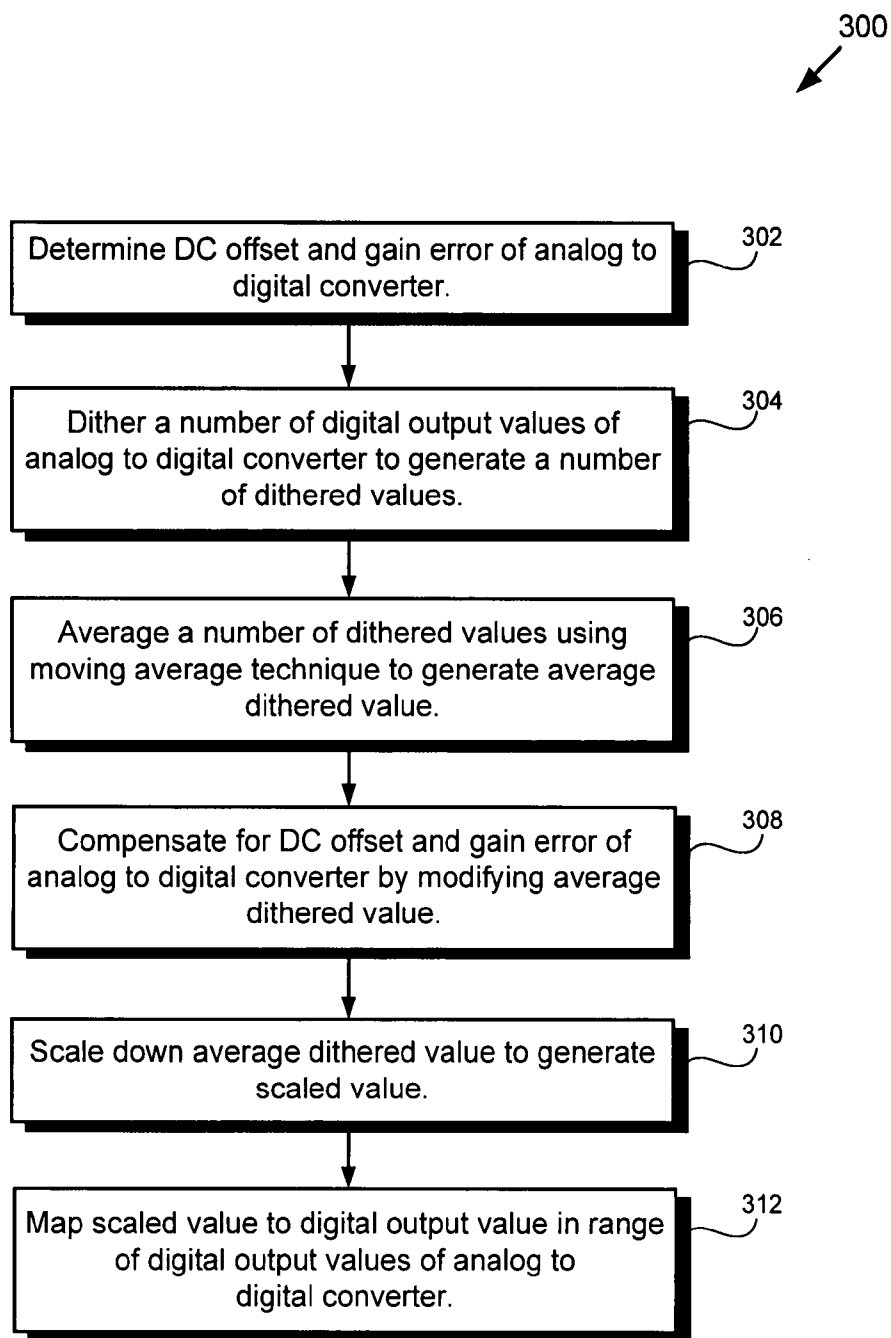 300
Determine DC offset and gain error of analog to
digital converter.
302
Dither a number of digital output values of
analog to digital converter to generate a number
of dithered values.
304
Average a number of dithered values using
moving average technique to generate average
dithered value.
306
Compensate for DC offset and gain error of
analog to digital converter by modifying average
dithered value.
308
Scale down average dithered value to generate
scaled value.
310
Map scaled value to digital output value in range
of digital output values of analog to
digital converter.
312